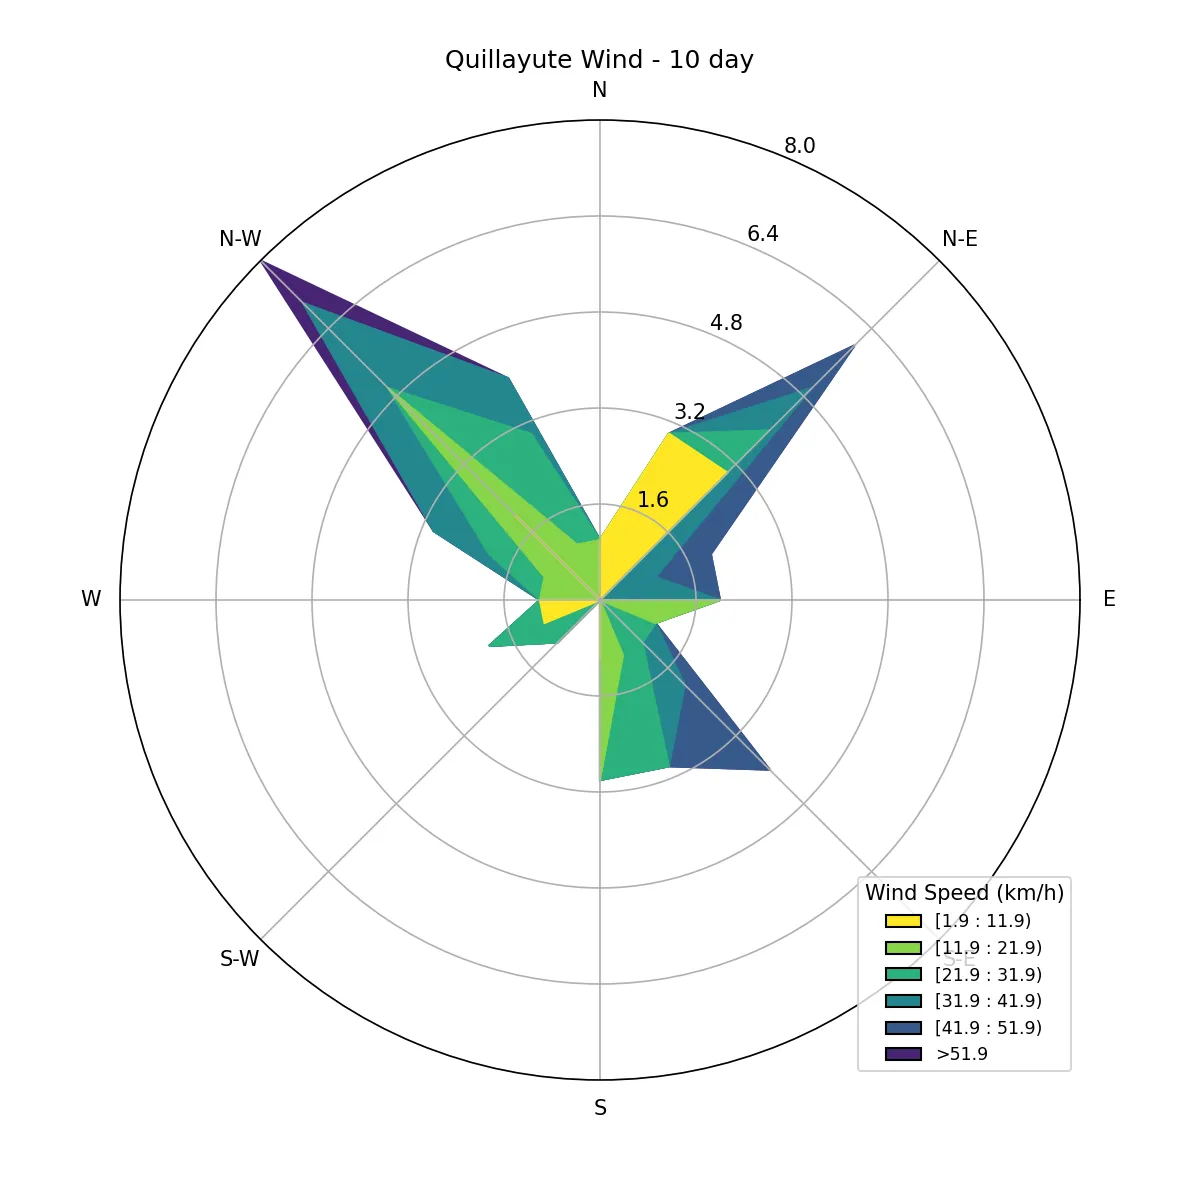 Quillayute Wind - 10 day
N
8.0
N-W
6.4
N-E
4.8
3.2
1.6
W
E
S-W
S-E
S
Wind Speed (km/h)
[1.9 : 11.9)
[11.9 : 21.9)
[21.9 : 31.9)
[31.9 : 41.9)
[41.9 : 51.9)
>51.9